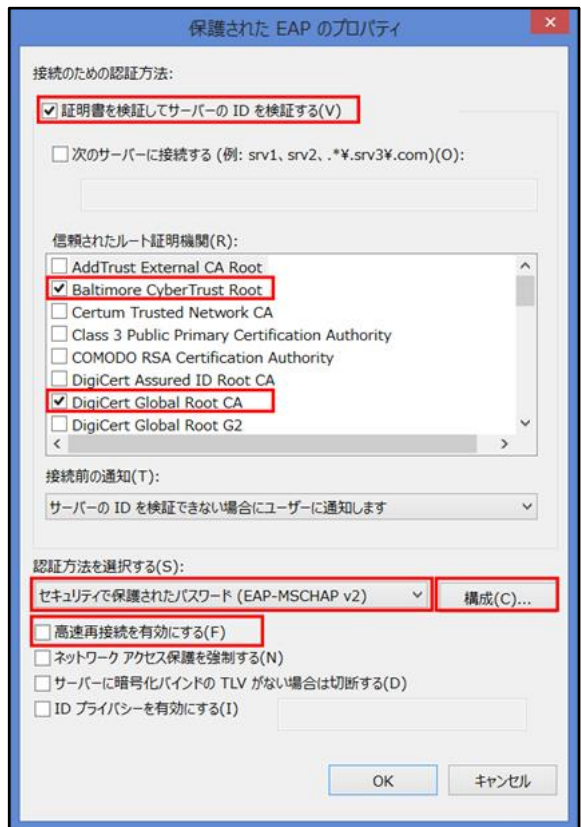 保護された EAP のプロパティ
接続のための認証方法:
証明書を検証してサーバーの ID を検証する(V)
次のサーバーに接続する (例: srv1、srv2、.*¥.srv3¥.com)(O):
信頼されたルート証明機関(R):
AddTrust External CA Root
Baltimore CyberTrust Root
Certum Trusted Network CA
Class 3 Public Primary Certification Authority
COMODO RSA Certification Authority
DigiCert Assured ID Root CA
DigiCert Global Root CA
DigiCert Global Root G2
接続前の通知(T):
サーバーの ID を検証できない場合にユーザーに通知します
認証方法を選択する(S):
セキュリティで保護されたパスワード (EAP-MSCHAP v2)
構成(C)...
高速再接続を有効にする(F)
ネットワーク アクセス保護を強制する(N)
サーバーに暗号化バインドの TLV がない場合は切断する(D)
ID プライバシーを有効にする(I)
OK
キャンセル